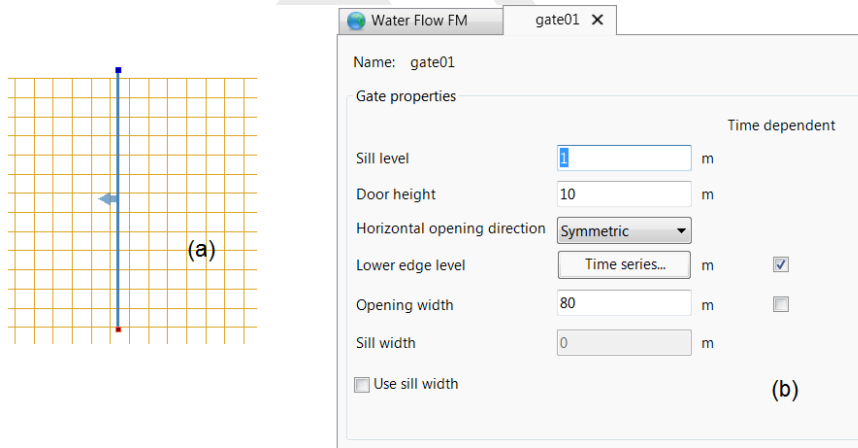 Water Flow FM
gate01
Name: gate01
Gate properties
Time dependent
Sill level 1 m
Door height 10 m
Horizontal opening direction Symmetric
Lower edge level Time series... m
Opening width 80 m
Sill width 0 m
Use sill width
(a)
(b)